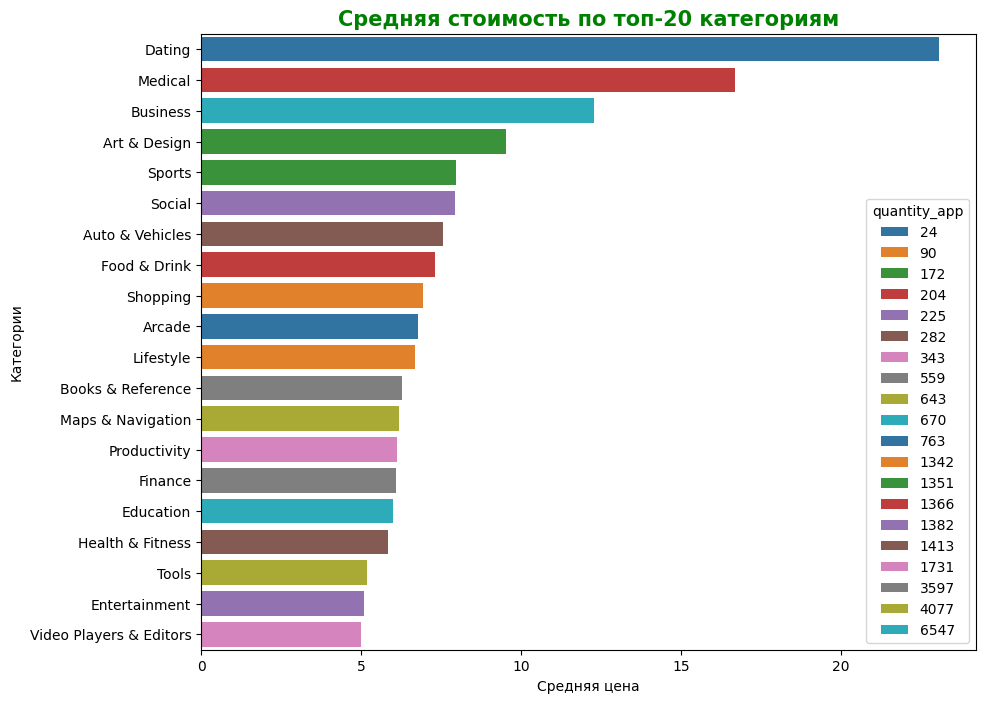 Средняя стоимость по топ-20 категориям
Категории
Dating
Medical
Business
Art & Design
Sports
Social
Auto & Vehicles
Food & Drink
Shopping
Arcade
Lifestyle
Books & Reference
Maps & Navigation
Productivity
Finance
Education
Health & Fitness
Tools
Entertainment
Video Players & Editors
quantity_app
24
90
172
204
225
282
343
559
643
670
763
1342
1351
1366
1382
1413
1731
3597
4077
6547
0 5 10 15 20
Средняя цена